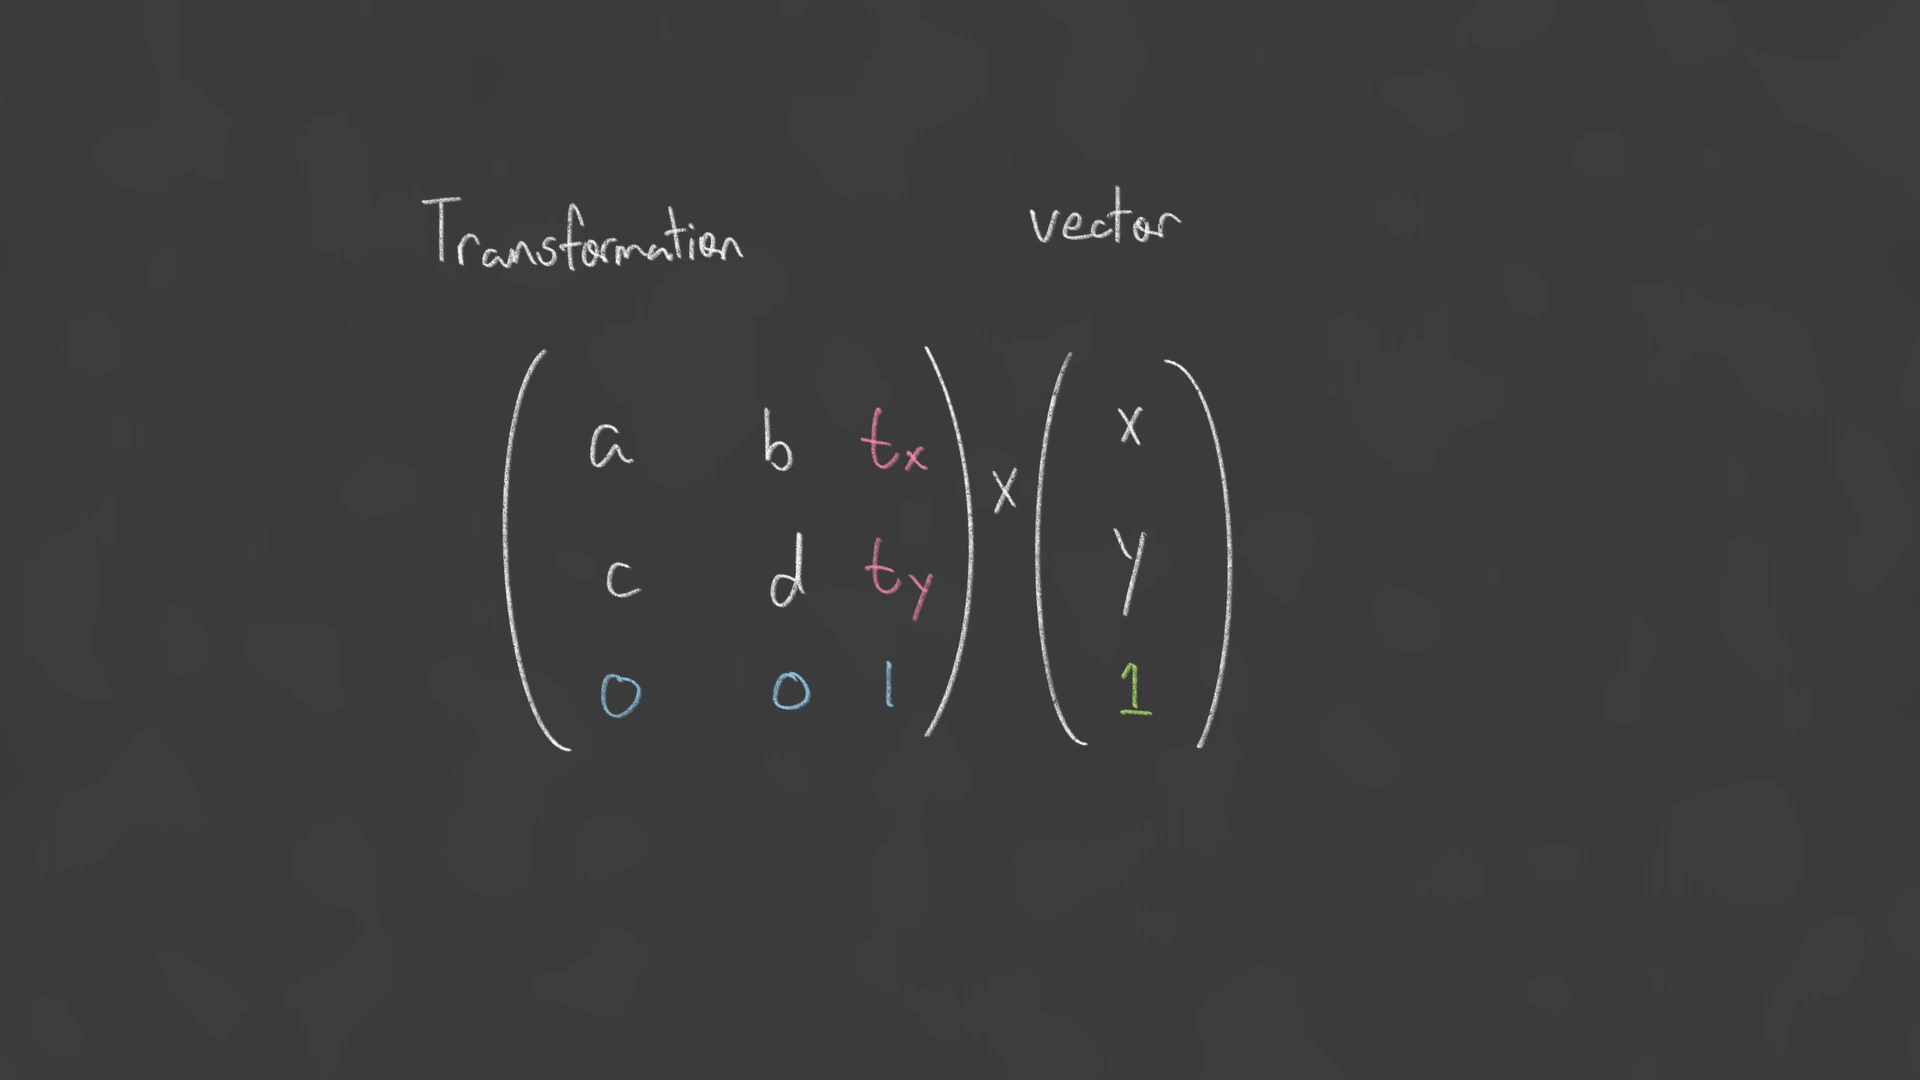 Transformation vector
a b tx x
c d ty x y
0 0 1 1